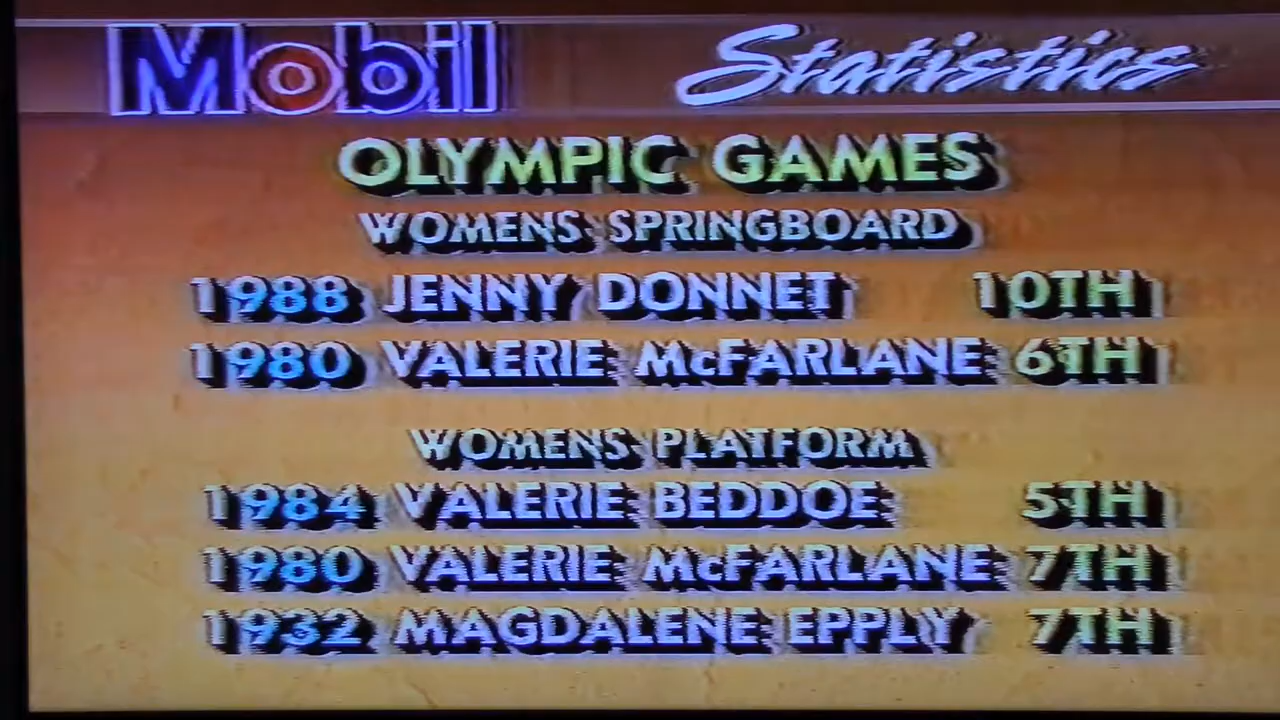 Mobil Statistics
OLYMPIC GAMES
WOMENS SPRINGBOARD
1988 JENNY DONNET 10TH
1980 VALERIE McFARLANE 6TH
WOMENS PLATFORM
1984 VALERIE BEDDOE 5TH
1980 VALERIE McFARLANE 7TH
1932 MAGDALENE EPPLY 7TH